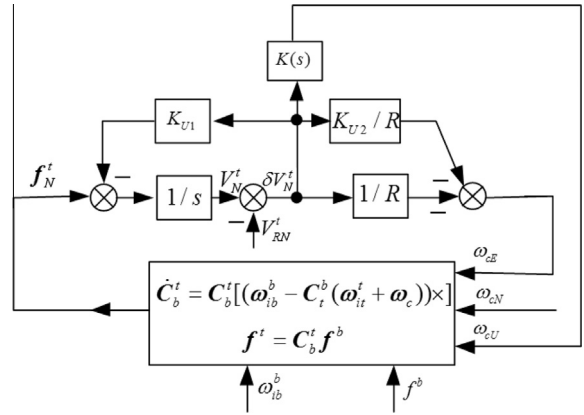 K(s)
K_{U1}
K_{U2} / R
f_N^t
−
1 / s
V_N^t
δV_N^t
−
V_{RN}^t
1 / R
−
−
ω_{cE}
Ċ_b^t = C_b^t[(ω_{ib}^b − C_t^b(ω_{it}^t + ω_c))×]
ω_{cN}
f^t = C_b^t f^b
ω_{cU}
ω_{ib}^b
f^b